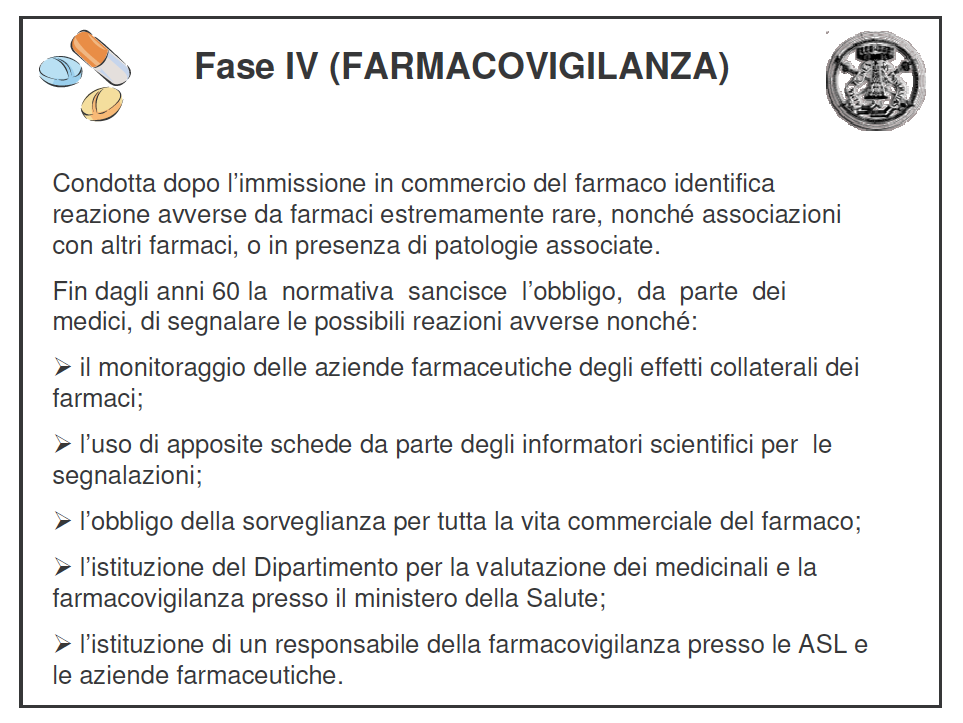 Fase IV (FARMACOVIGILANZA)
Condotta dopo l’immissione in commercio del farmaco identifica
reazione avverse da farmaci estremamente rare, nonché associazioni
con altri farmaci, o in presenza di patologie associate.
Fin dagli anni 60 la normativa sancisce l’obbligo, da parte dei
medici, di segnalare le possibili reazioni avverse nonché:
➢ il monitoraggio delle aziende farmaceutiche degli effetti collaterali dei
farmaci;
➢ l’uso di apposite schede da parte degli informatori scientifici per le
segnalazioni;
➢ l’obbligo della sorveglianza per tutta la vita commerciale del farmaco;
➢ l’istituzione del Dipartimento per la valutazione dei medicinali e la
farmacovigilanza presso il ministero della Salute;
➢ l’istituzione di un responsabile della farmacovigilanza presso le ASL e
le aziende farmaceutiche.